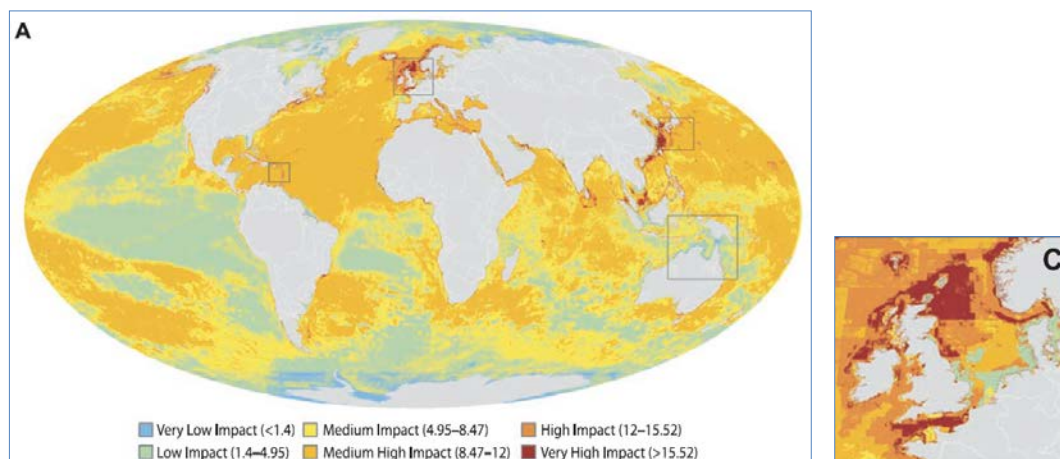 A
C
Very Low Impact (<1.4) Medium Impact (4.95–8.47) High Impact (12–15.52)
Low Impact (1.4–4.95) Medium High Impact (8.47–12) Very High Impact (>15.52)